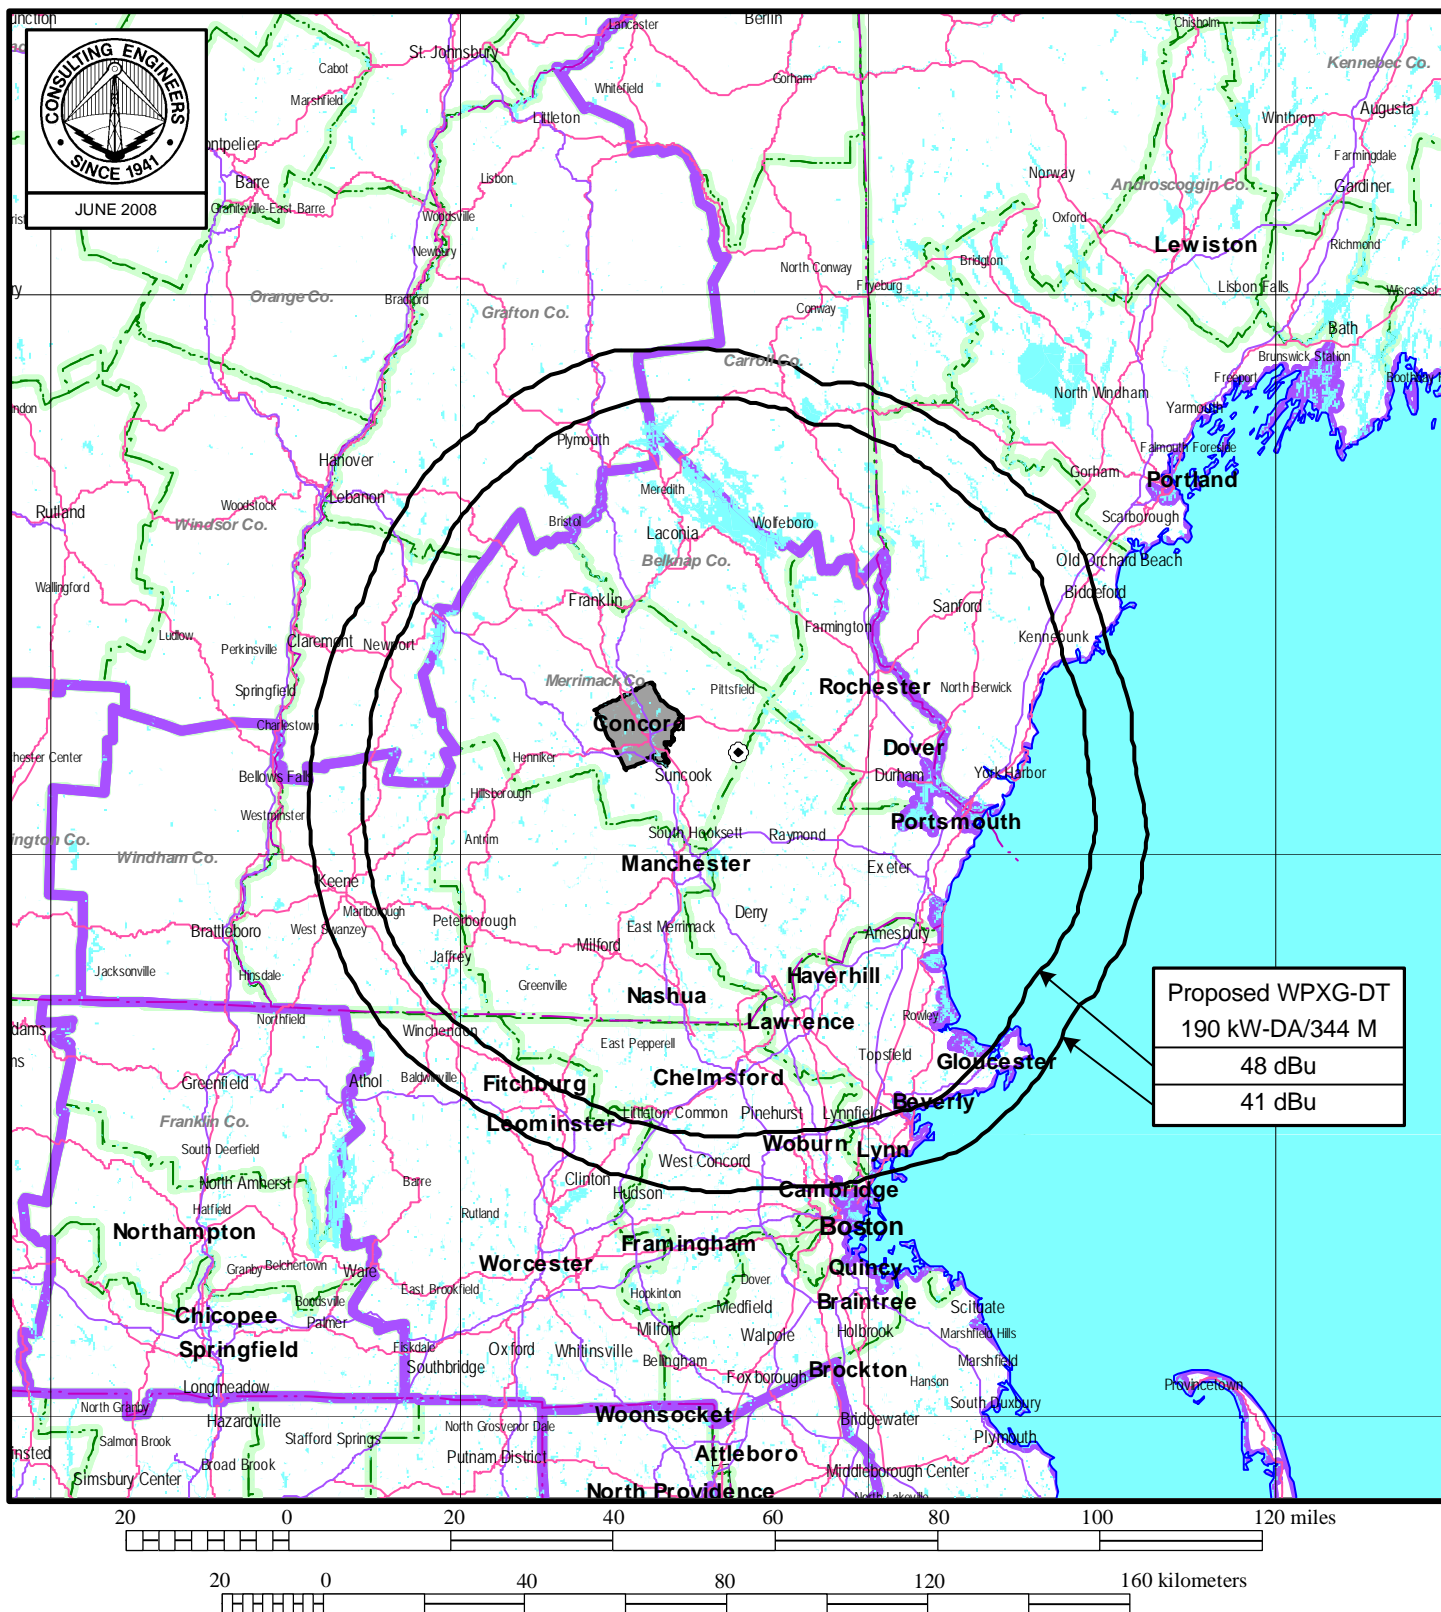 CONSULTING ENGINEERS
• SINCE 1941 •
JUNE 2008
Lancaster
Berlin
Chisholm
St. Johnsbury
Cabot
Whitefield
Gorham
Kennebec Co.
Marshfield
Littleton
Winthrop
Augusta
Barre
Lisbon
Norway
Androscoggin Co.
Farmingdale
Gardiner
Graniteville-East Barre
Woodsville
Oxford
Newbury
Lewiston
Richmond
North Conway
Bridgton
Orange Co.
Bradford
Grafton Co.
Conway
Fryeburg
Lisbon Falls
Wiscasset
Bath
Carroll Co.
Brunswick Station
Freeport
North Windham
Yarmouth
Plymouth
Hanover
Falmouth Foreside
Gorham
Portland
Lebanon
Woodstock
Meredith
Rutland
Windsor Co.
Bristol
Laconia
Wolfeboro
Scarborough
Belknap Co.
Old Orchard Beach
Wallingford
Franklin
Sanford
Biddeford
Ludlow
Claremont
Newport
Farmington
Kennebunk
Perkinsville
Springfield
Merrimack Co.
Pittsfield
Rochester
North Berwick
Charlestown
Concord
Henniker
Dover
Bellows Falls
Suncook
Durham
York Harbor
Hillsborough
Westminster
Portsmouth
Windham Co.
Antrim
South Hooksett
Raymond
Manchester
Exeter
Keene
Marlborough
Derry
Brattleboro
West Swanzey
Peterborough
East Merrimack
Amesbury
Milford
Jaffrey
Jacksonville
Hinsdale
Greenville
Nashua
Haverhill
Proposed WPXG-DT
190 kW-DA/344 M
48 dBu
41 dBu
Northfield
Winchendon
Lawrence
Rowley
East Pepperell
Topsfield
Gloucester
Greenfield
Athol
Baldwinville
Fitchburg
Chelmsford
Beverly
Franklin Co.
Leominster
Littleton Common
Pinehurst
Lynnfield
South Deerfield
Woburn
Lynn
West Concord
North Amherst
Barre
Clinton
Hudson
Cambridge
Hatfield
Rutland
Northampton
Boston
Framingham
Granby
Belchertown
Ware
Worcester
Quincy
Dover
East Brookfield
Hopkinton
Bondsville
Medfield
Braintree
Scituate
Chicopee
Palmer
Milford
Walpole
Holbrook
Marshfield Hills
Springfield
Fiskdale
Oxford
Whitinsville
Bellingham
Marshfield
Southbridge
Foxborough
Brockton
Hanson
Longmeadow
Provincetown
North Granby
South Duxbury
Hazardville
North Grosvenor Dale
Woonsocket
Bridgewater
Salmon Brook
Stafford Springs
Plymouth
Broad Brook
Putnam District
Attleboro
Simsbury Center
Middleborough Center
North Providence
North Lakeville
20 0 20 40 60 80 100 120 miles
20 0 40 80 120 160 kilometers